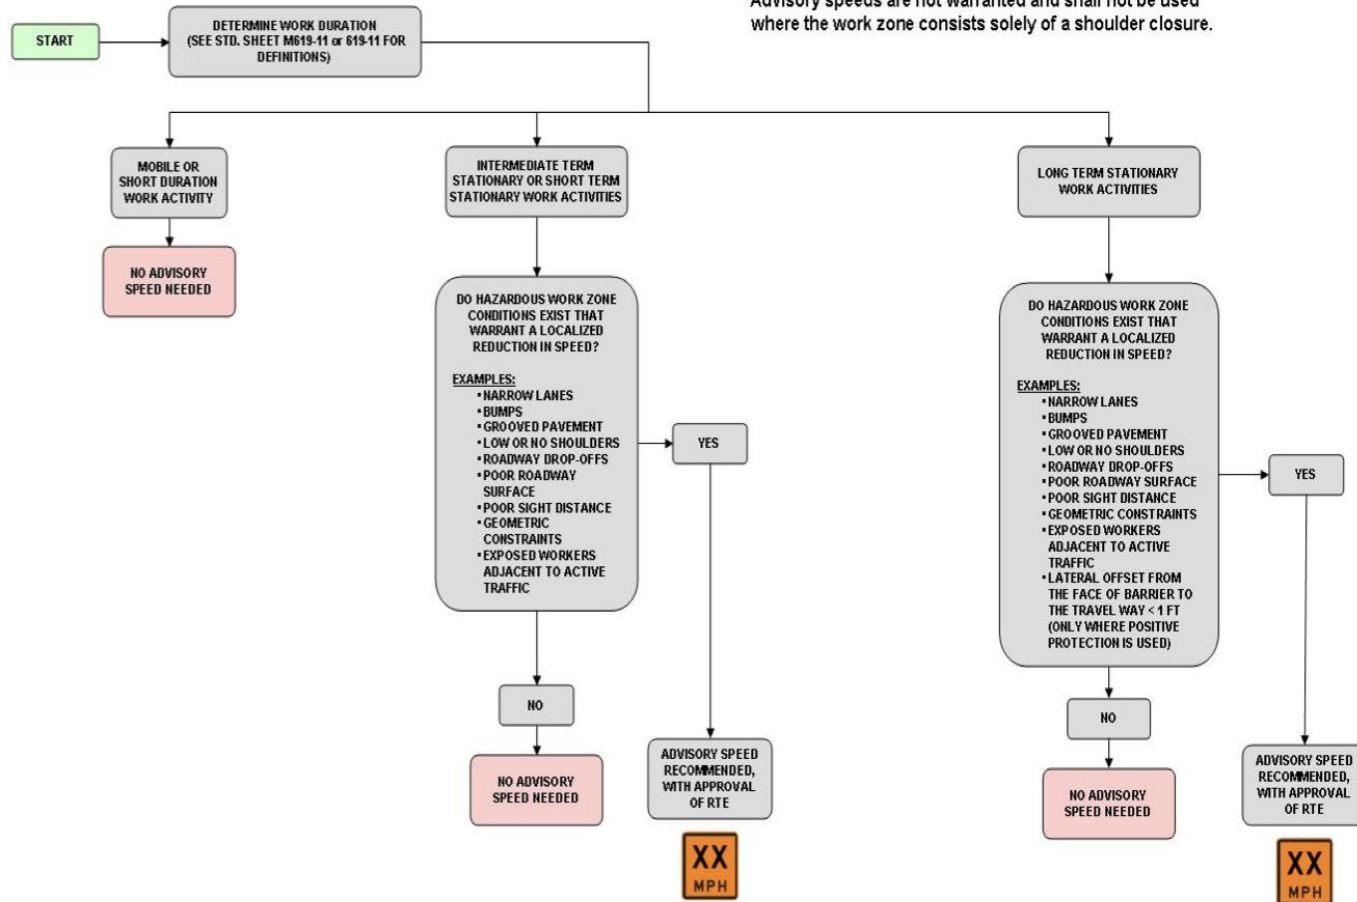 Advisory speeds are not warranted and shall not be used
where the work zone consists solely of a shoulder closure.
START
DETERMINE WORK DURATION
(SEE STD. SHEET M619-11 or 619-11 FOR
DEFINITIONS)
MOBILE OR
SHORT DURATION
WORK ACTIVITY
INTERMEDIATE TERM
STATIONARY OR SHORT TERM
STATIONARY WORK ACTIVITIES
LONG TERM STATIONARY
WORK ACTIVITIES
NO ADVISORY
SPEED NEEDED
DO HAZARDOUS WORK ZONE
CONDITIONS EXIST THAT
WARRANT A LOCALIZED
REDUCTION IN SPEED?
EXAMPLES:
• NARROW LANES
• BUMPS
• GROOVED PAVEMENT
• LOW OR NO SHOULDERS
• ROADWAY DROP-OFFS
• POOR ROADWAY
SURFACE
• POOR SIGHT DISTANCE
• GEOMETRIC
CONSTRAINTS
• EXPOSED WORKERS
ADJACENT TO ACTIVE
TRAFFIC
YES
NO
NO ADVISORY
SPEED NEEDED
ADVISORY SPEED
RECOMMENDED,
WITH APPROVAL
OF RTE
XX
MPH
DO HAZARDOUS WORK ZONE
CONDITIONS EXIST THAT
WARRANT A LOCALIZED
REDUCTION IN SPEED?
EXAMPLES:
• NARROW LANES
• BUMPS
• GROOVED PAVEMENT
• LOW OR NO SHOULDERS
• ROADWAY DROP-OFFS
• POOR ROADWAY SURFACE
• POOR SIGHT DISTANCE
• GEOMETRIC CONSTRAINTS
• EXPOSED WORKERS
ADJACENT TO ACTIVE
TRAFFIC
• LATERAL OFFSET FROM
THE FACE OF BARRIER TO
THE TRAVEL WAY < 1 FT
(ONLY WHERE POSITIVE
PROTECTION IS USED)
YES
NO
NO ADVISORY
SPEED NEEDED
ADVISORY SPEED
RECOMMENDED,
WITH APPROVAL
OF RTE
XX
MPH